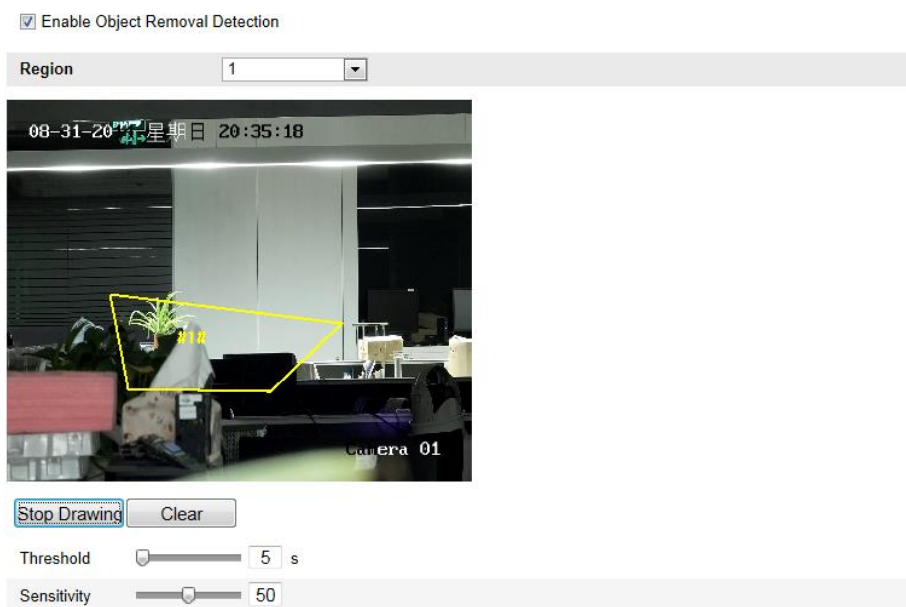 Enable Object Removal Detection
Region 1
08-31-20 星期日 20:35:18
#1#
Camera 01
Stop Drawing Clear
Threshold 5 s
Sensitivity 50